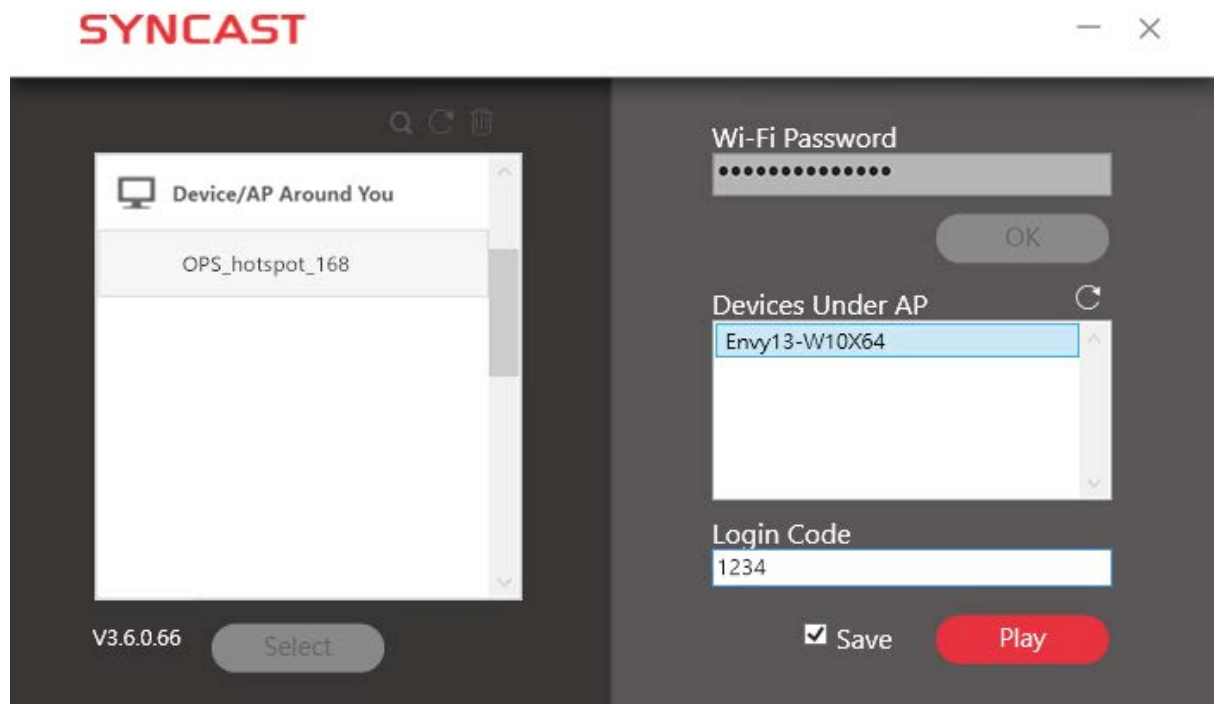 SYNCAST
Device/AP Around You
OPS_hotspot_168
V3.6.0.66
Select
Wi-Fi Password
••••••••••••••
OK
Devices Under AP
Envy13-W10X64
Login Code
1234
Save
Play